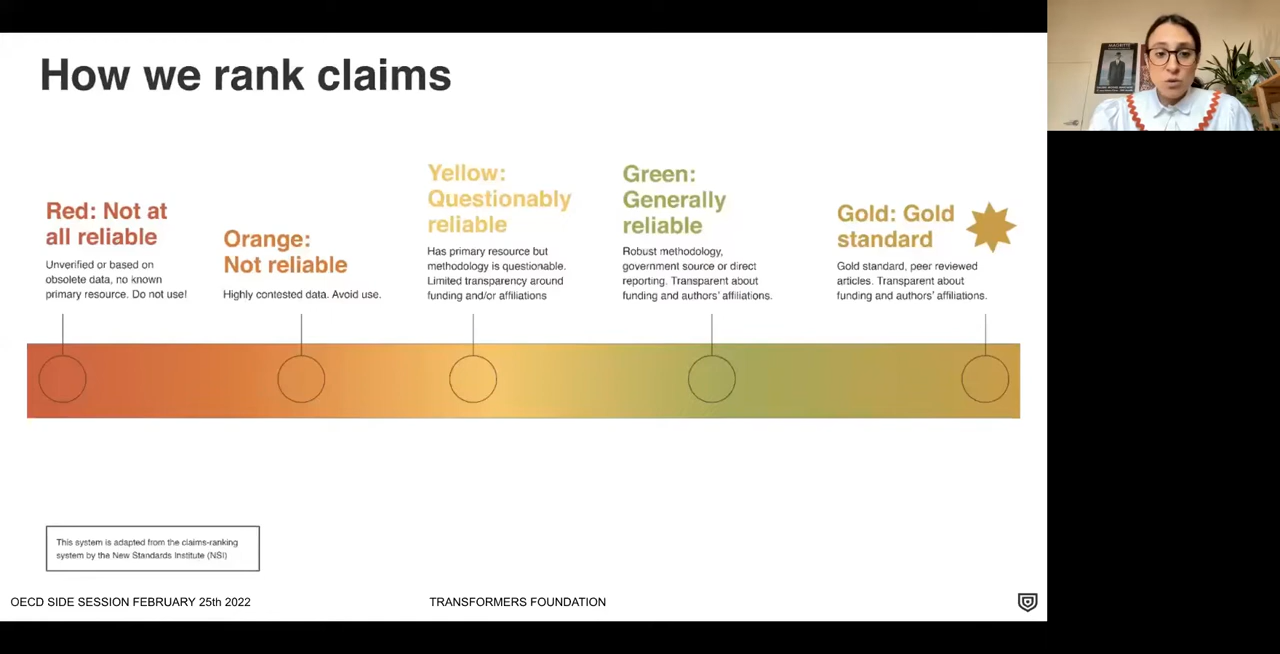 How we rank claims
Red: Not at
all reliable
Unverified or based on
obsolete data, no known
primary resource. Do not use!
Orange:
Not reliable
Highly contested data. Avoid use.
Yellow:
Questionably
reliable
Has primary resource but
methodology is questionable.
Limited transparency around
funding and/or affiliations
Green:
Generally
reliable
Robust methodology,
government source or direct
reporting. Transparent about
funding and authors' affiliations.
Gold: Gold
standard
Gold standard, peer reviewed
articles. Transparent about
funding and authors' affiliations.
This system is adapted from the claims-ranking
system by the New Standards Institute (NSI)
OECD SIDE SESSION FEBRUARY 25th 2022
TRANSFORMERS FOUNDATION
MAGRITTE